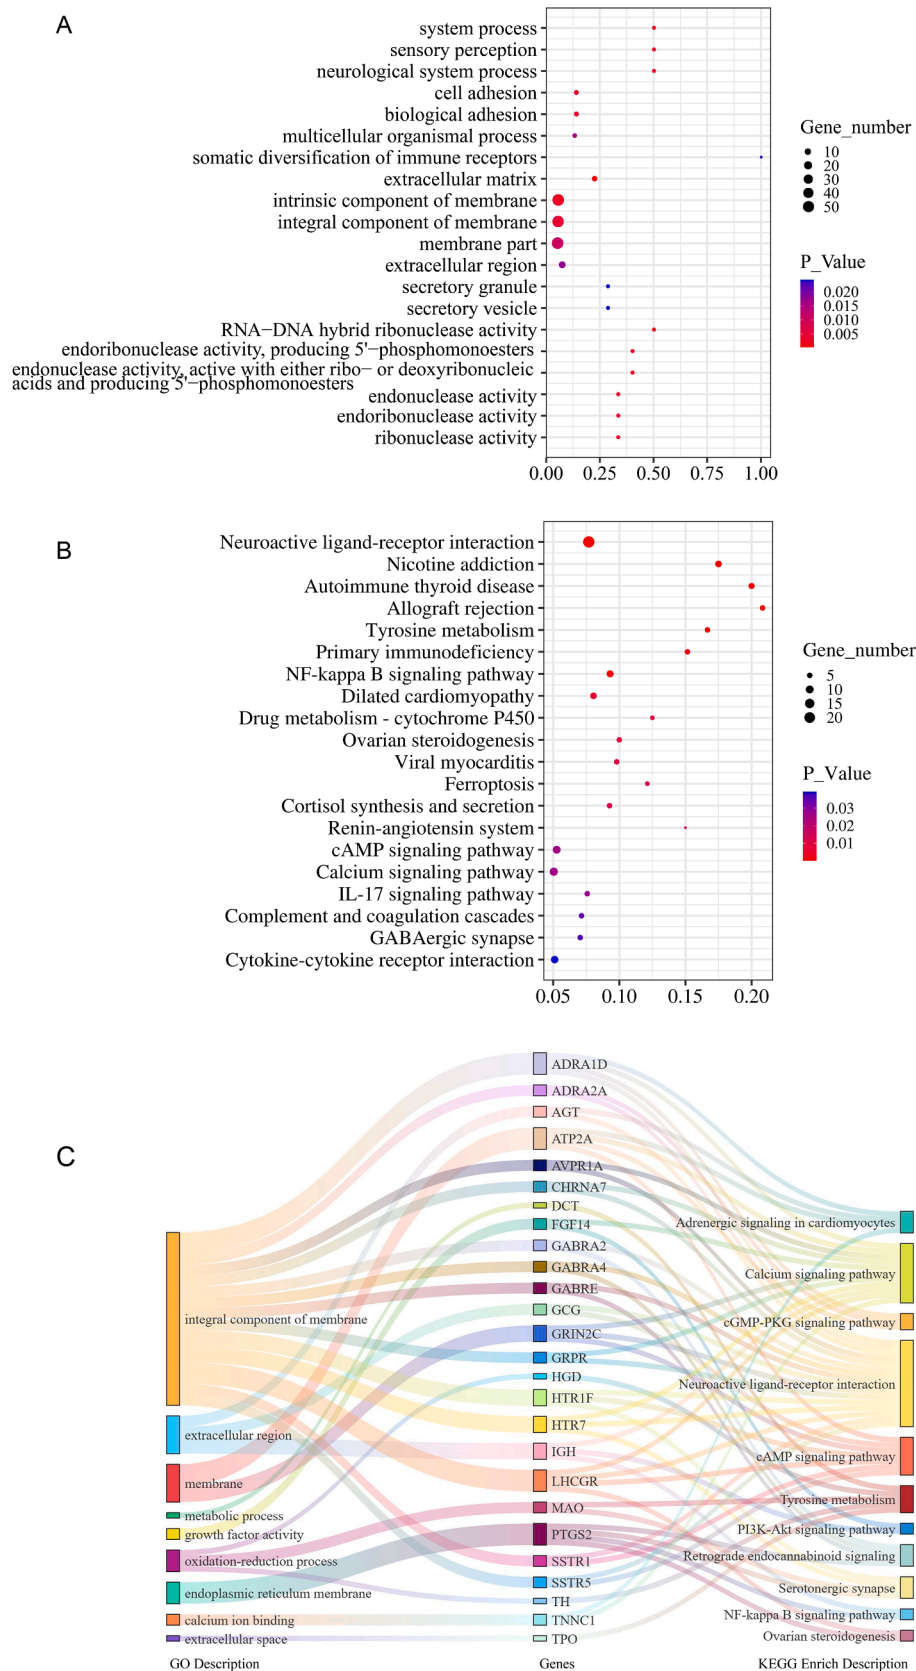 A
system process
sensory perception
neurological system process
cell adhesion
biological adhesion
multicellular organismal process
somatic diversification of immune receptors
extracellular matrix
intrinsic component of membrane
integral component of membrane
membrane part
extracellular region
secretory granule
secretory vesicle
RNA−DNA hybrid ribonuclease activity
endoribonuclease activity, producing 5'−phosphomonoesters
endonuclease activity, active with either ribo− or deoxyribonucleic
acids and producing 5'−phosphomonoesters
endonuclease activity
endoribonuclease activity
ribonuclease activity
0.00 0.25 0.50 0.75 1.00
Gene_number
10
20
30
40
50
P_Value
0.020
0.015
0.010
0.005
B
Neuroactive ligand-receptor interaction
Nicotine addiction
Autoimmune thyroid disease
Allograft rejection
Tyrosine metabolism
Primary immunodeficiency
NF-kappa B signaling pathway
Dilated cardiomyopathy
Drug metabolism - cytochrome P450
Ovarian steroidogenesis
Viral myocarditis
Ferroptosis
Cortisol synthesis and secretion
Renin-angiotensin system
cAMP signaling pathway
Calcium signaling pathway
IL-17 signaling pathway
Complement and coagulation cascades
GABAergic synapse
Cytokine-cytokine receptor interaction
0.05 0.10 0.15 0.20
Gene_number
5
10
15
20
P_Value
0.03
0.02
0.01
C
integral component of membrane
extracellular region
membrane
metabolic process
growth factor activity
oxidation-reduction process
endoplasmic reticulum membrane
calcium ion binding
extracellular space
GO Description
ADRA1D
ADRA2A
AGT
ATP2A
AVPR1A
CHRNA7
DCT
FGF14
GABRA2
GABRA4
GABRE
GCG
GRIN2C
GRPR
HGD
HTR1F
HTR7
IGH
LHCGR
MAO
PTGS2
SSTR1
SSTR5
TH
TNNC1
TPO
Genes
Adrenergic signaling in cardiomyocytes
Calcium signaling pathway
cGMP-PKG signaling pathway
Neuroactive ligand-receptor interaction
cAMP signaling pathway
Tyrosine metabolism
PI3K-Akt signaling pathway
Retrograde endocannabinoid signaling
Serotonergic synapse
NF-kappa B signaling pathway
Ovarian steroidogenesis
KEGG Enrich Description